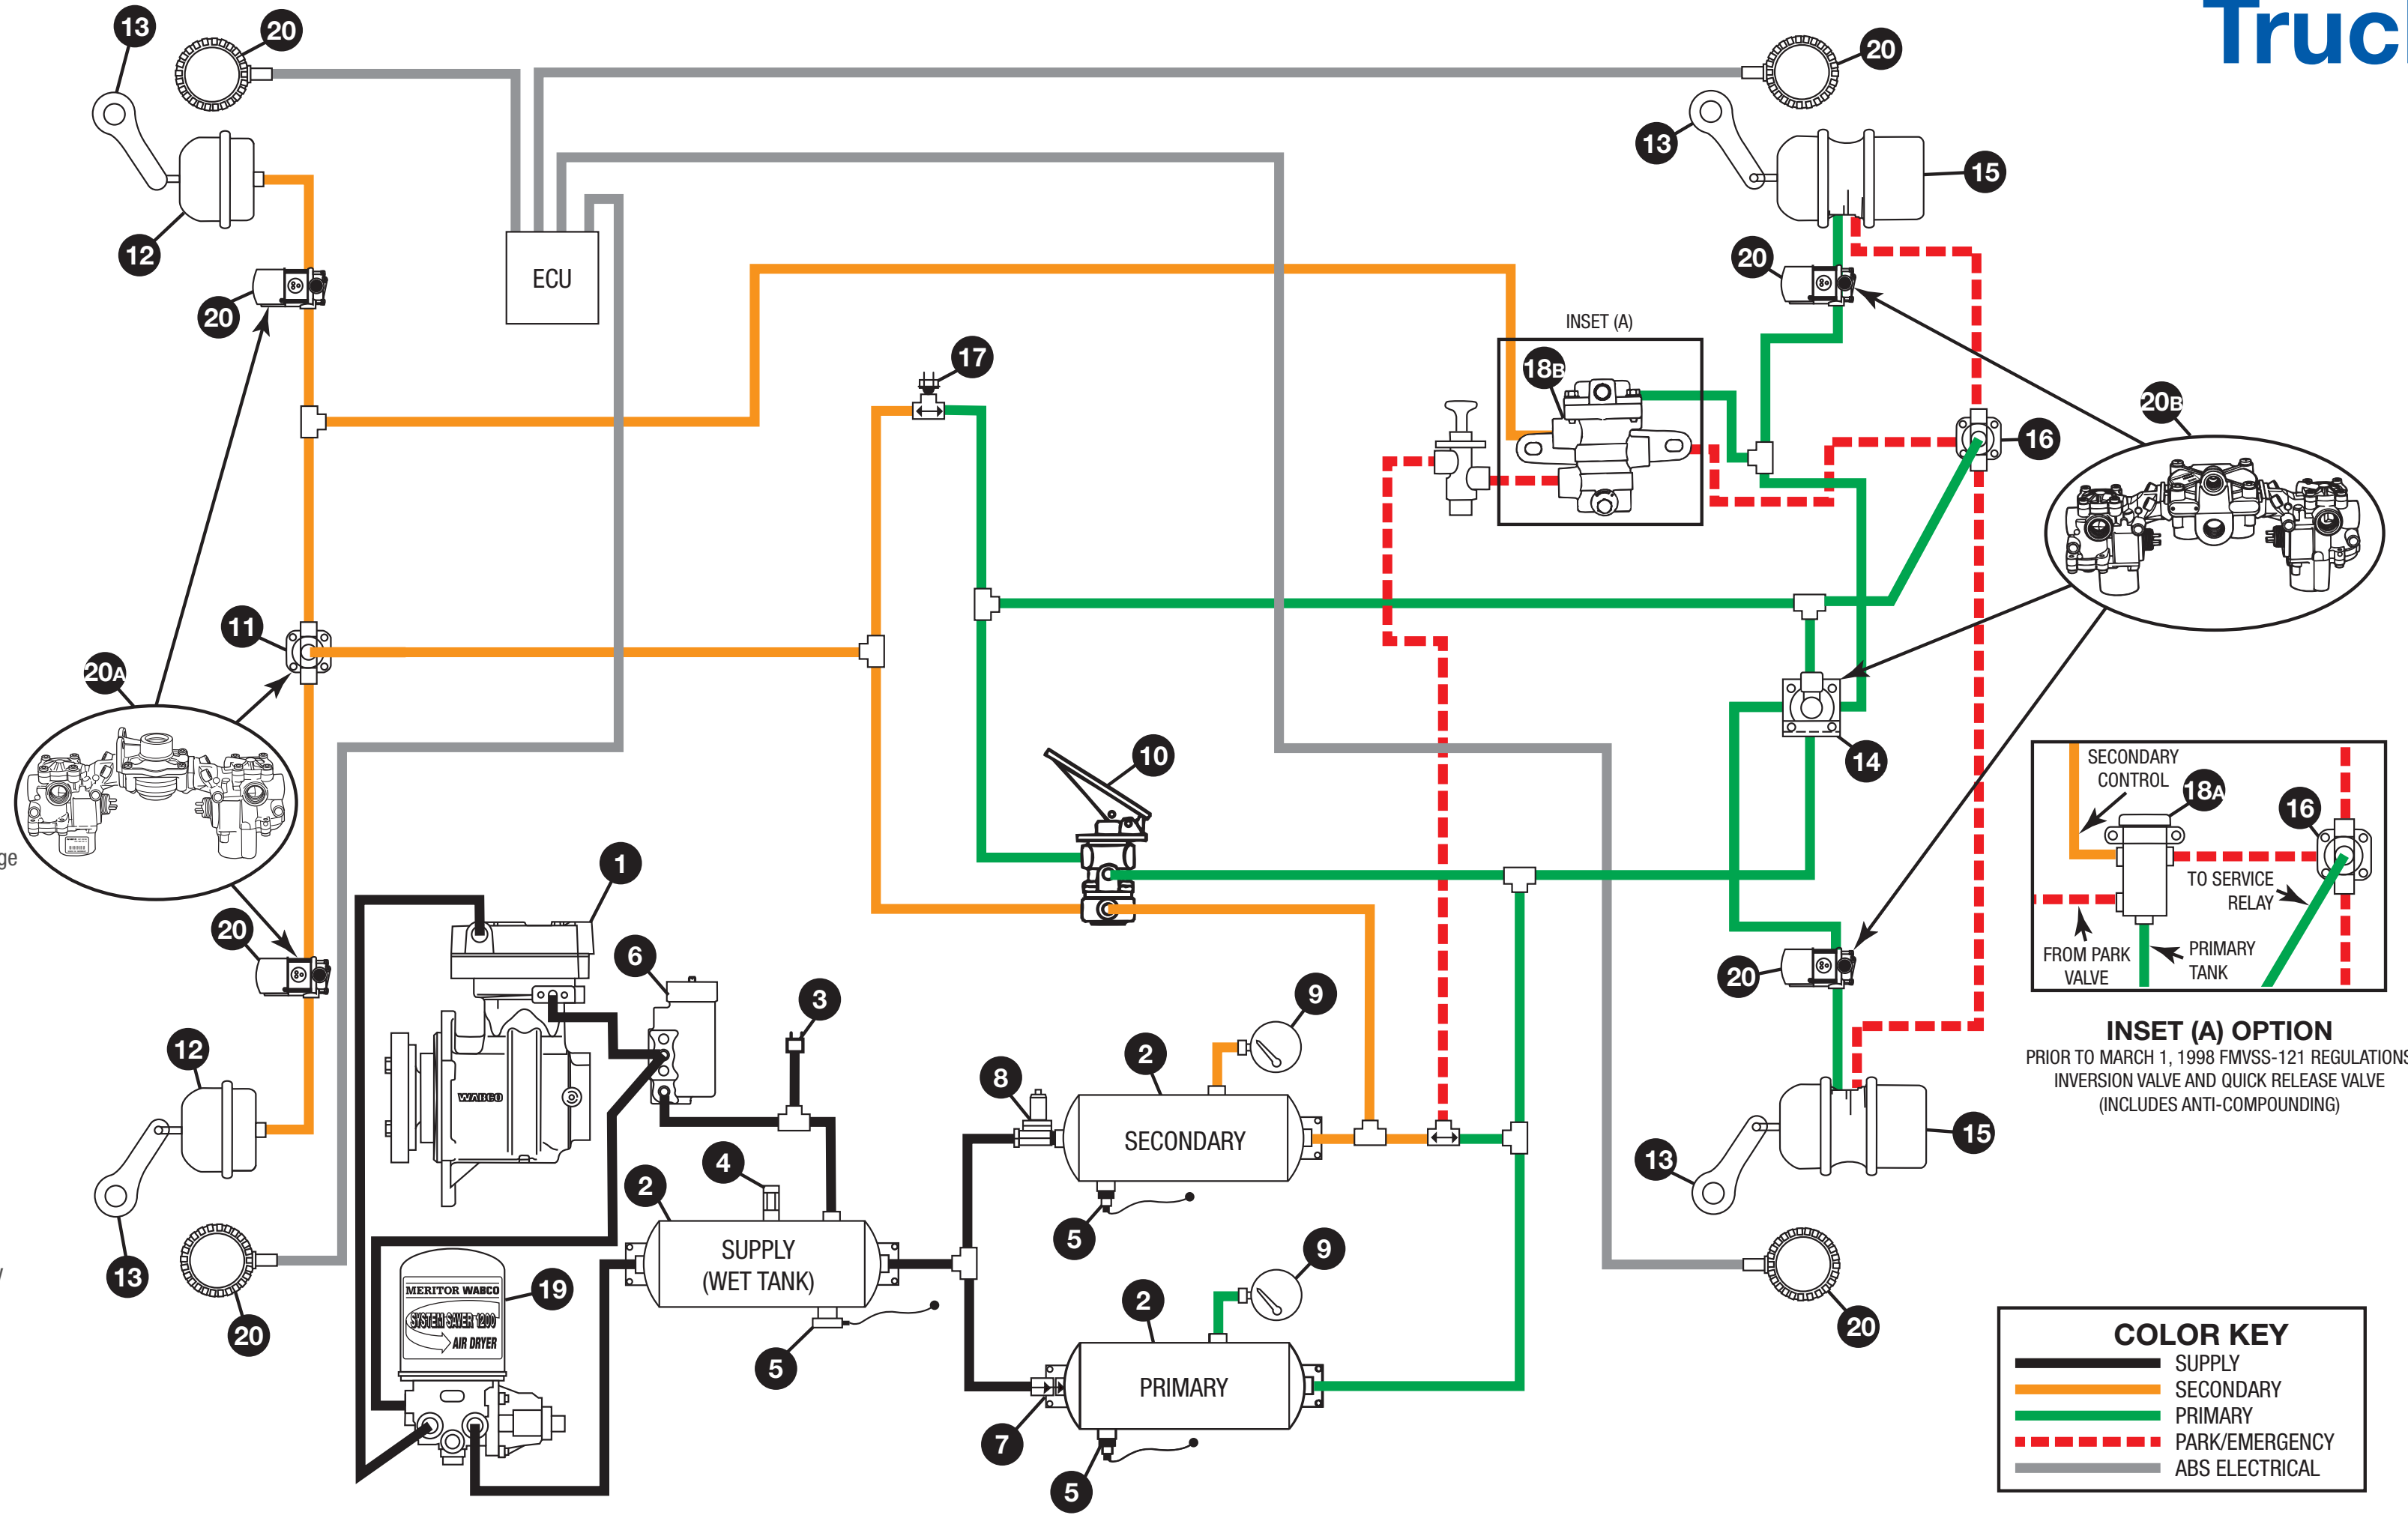 Truc
13
20
20
13
15
12
20
ECU
20
INSET (A)
17
18B
20B
16
11
20A
10
14
SECONDARY
CONTROL
18A
16
TO SERVICE
RELAY
FROM PARK
VALVE
PRIMARY
TANK
ge
1
20
6
20
3
9
INSET (A) OPTION
PRIOR TO MARCH 1, 1998 FMVSS-121 REGULATIONS
INVERSION VALVE AND QUICK RELEASE VALVE
(INCLUDES ANTI-COMPOUNDING)
12
2
8
WABCO
SECONDARY
15
13
4
2
5
SUPPLY
(WET TANK)
9
13
19
MERITOR WABCO
SYSTEM SAVER 1200
AIR DRYER
2
20
20
5
PRIMARY
7
5
COLOR KEY
SUPPLY
SECONDARY
PRIMARY
PARK/EMERGENCY
ABS ELECTRICAL